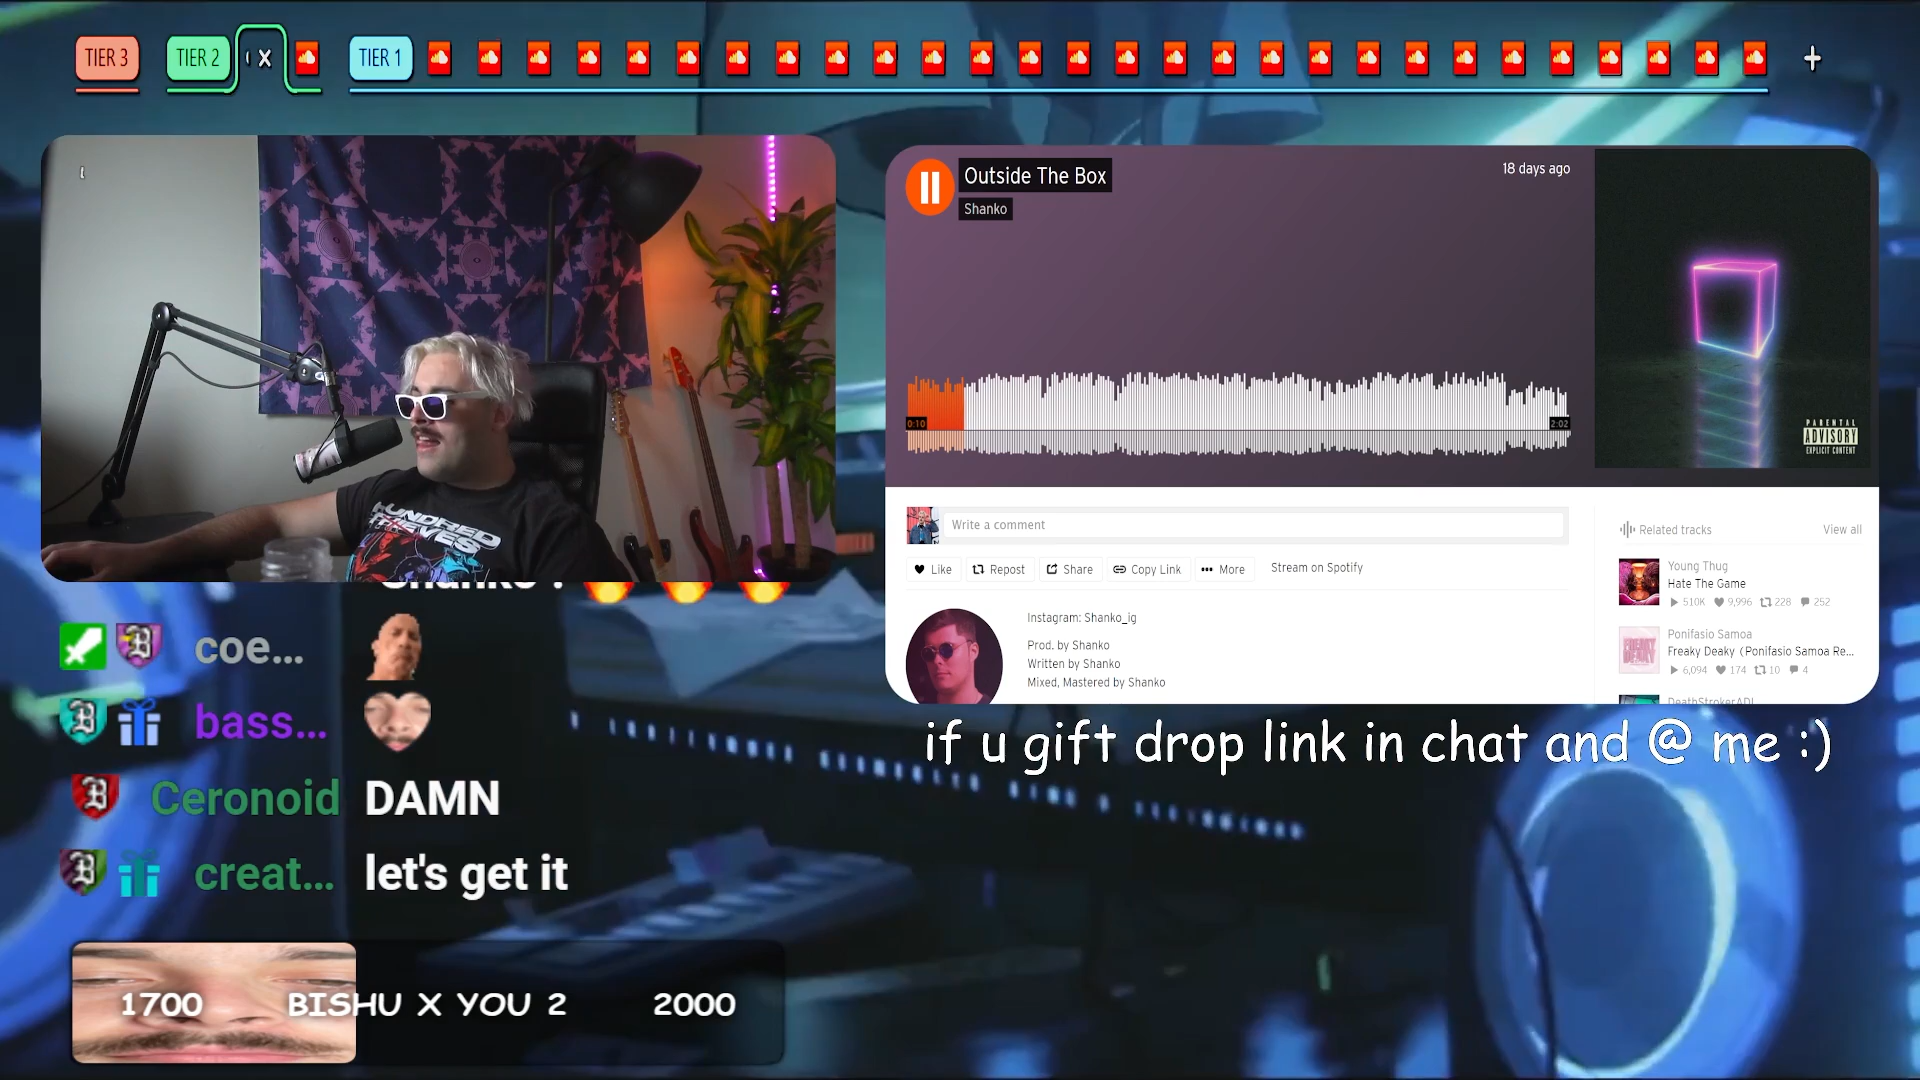 TIER 3
TIER 2
X
TIER 1
+
Outside The Box
Shanko
18 days ago
0:10
2:02
PARENTAL
ADVISORY
EXPLICIT CONTENT
HUNDRED
THIEVES
Write a comment
Like
Repost
Share
Copy Link
More
Stream on Spotify
Related tracks
View all
Instagram: Shanko_ig
Prod. by Shanko
Written by Shanko
Mixed, Mastered by Shanko
Young Thug
Hate The Game
510K 9,996 228 252
Ponifasio Samoa
Freaky Deaky (Ponifasio Samoa Re...
6,094 174 10 4
if u gift drop link in chat and @ me :)
coe...
bass...
Ceronoid DAMN
creat... let's get it
1700 BISHU X YOU 2 2000